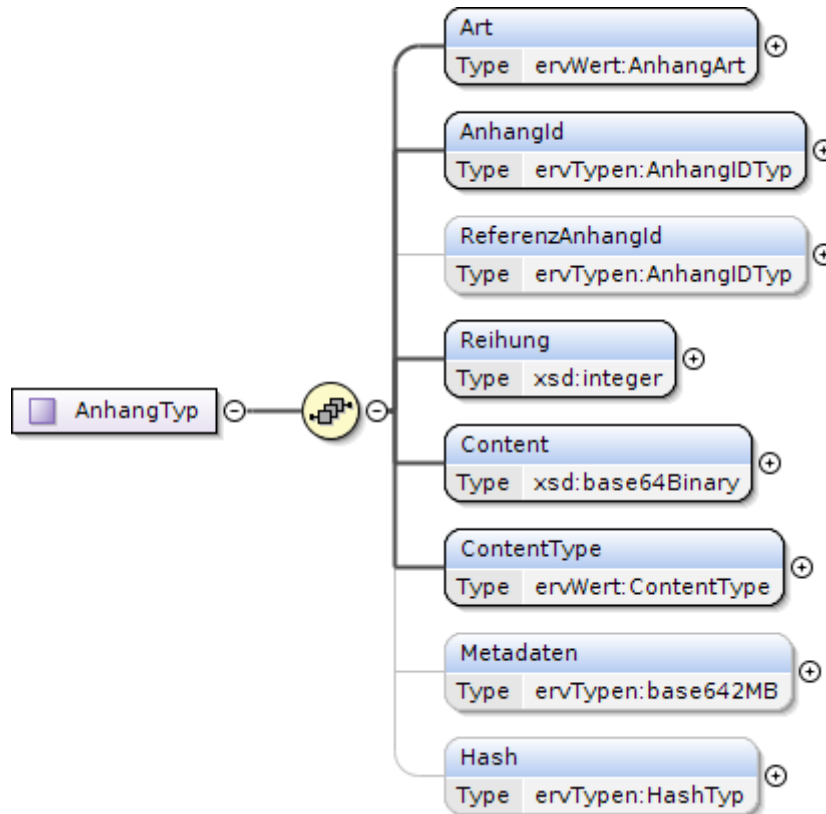 Art
Type ervWert:AnhangArt
AnhangId
Type ervTypen:AnhangIDTyp
ReferenzAnhangId
Type ervTypen:AnhangIDTyp
Reihung
Type xsd:integer
AnhangTyp
Content
Type xsd:base64Binary
ContentType
Type ervWert:ContentType
Metadaten
Type ervTypen:base642MB
Hash
Type ervTypen:HashTyp